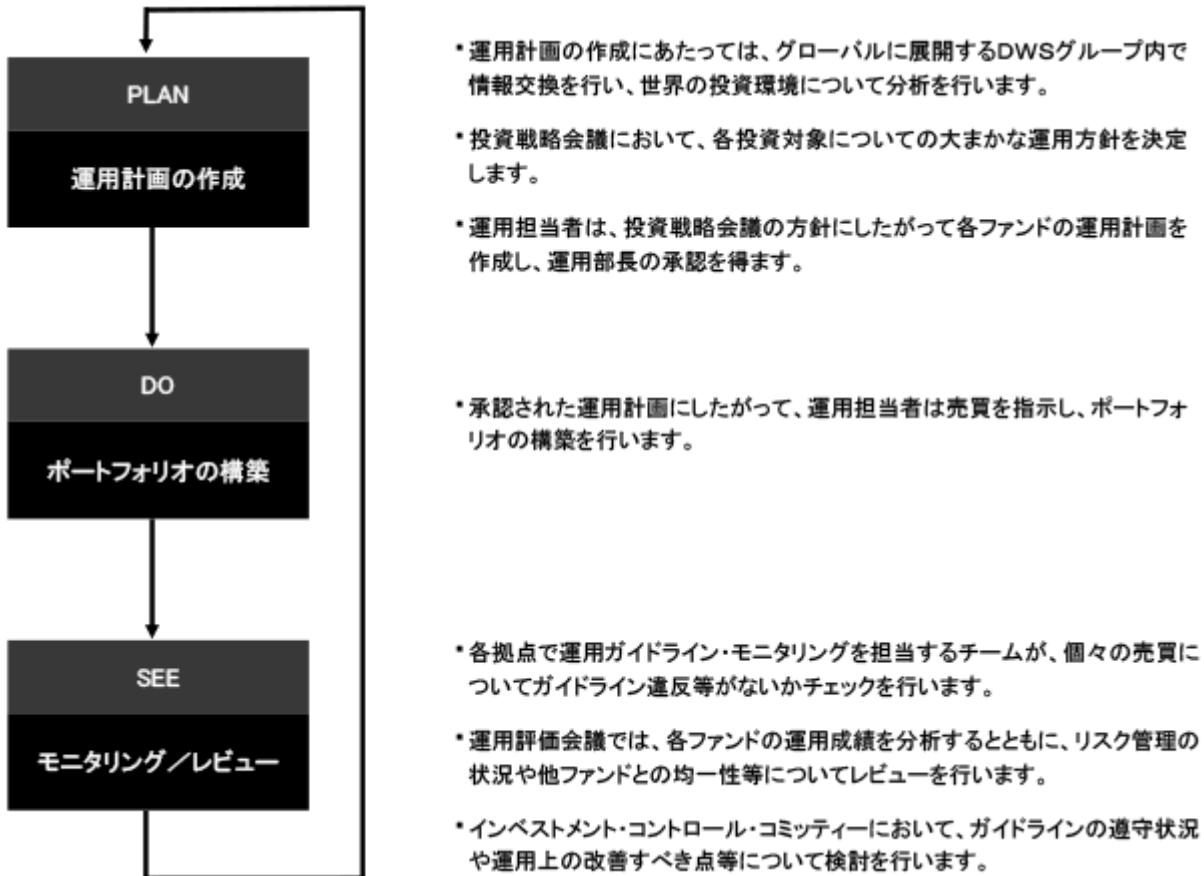 PLAN
運用計画の作成
・運用計画の作成にあたっては、グローバルに展開するDWSグループ内で
情報交換を行い、世界の投資環境について分析を行います。
・投資戦略会議において、各投資対象についての大まかな運用方針を決定
します。
・運用担当者は、投資戦略会議の方針にしたがって各ファンドの運用計画を
作成し、運用部長の承認を得ます。
DO
ポートフォリオの構築
・承認された運用計画にしたがって、運用担当者は売買を指示し、ポートフォ
リオの構築を行います。
SEE
モニタリング／レビュー
・各拠点で運用ガイドライン・モニタリングを担当するチームが、個々の売買に
ついてガイドライン違反等がないかチェックを行います。
・運用評価会議では、各ファンドの運用成績を分析するとともに、リスク管理の
状況や他ファンドとの均一性等についてレビューを行います。
・インベストメント・コントロール・コミッティーにおいて、ガイドラインの遵守状況
や運用上の改善すべき点等について検討を行います。